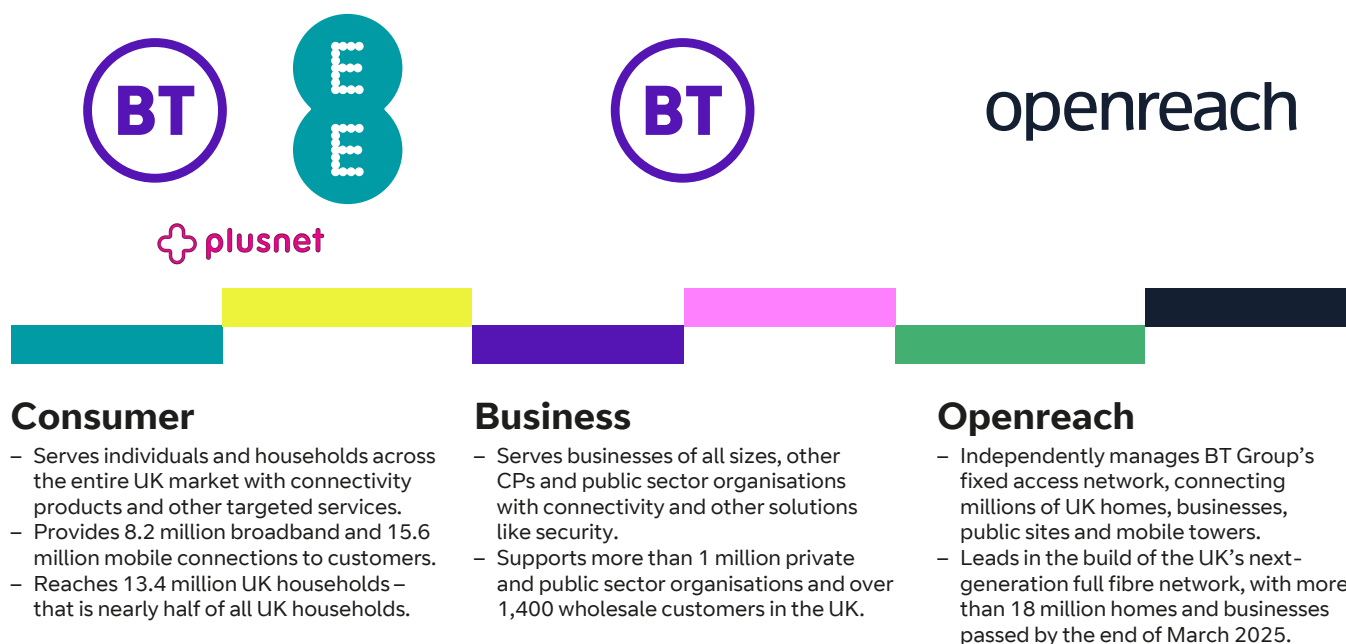 BT
E
E
BT
openreach
plusnet
Consumer
– Serves individuals and households across
the entire UK market with connectivity
products and other targeted services.
– Provides 8.2 million broadband and 15.6
million mobile connections to customers.
– Reaches 13.4 million UK households –
that is nearly half of all UK households.
Business
– Serves businesses of all sizes, other
CPs and public sector organisations
with connectivity and other solutions
like security.
– Supports more than 1 million private
and public sector organisations and over
1,400 wholesale customers in the UK.
Openreach
– Independently manages BT Group’s
fixed access network, connecting
millions of UK homes, businesses,
public sites and mobile towers.
– Leads in the build of the UK’s next-
generation full fibre network, with more
than 18 million homes and businesses
passed by the end of March 2025.